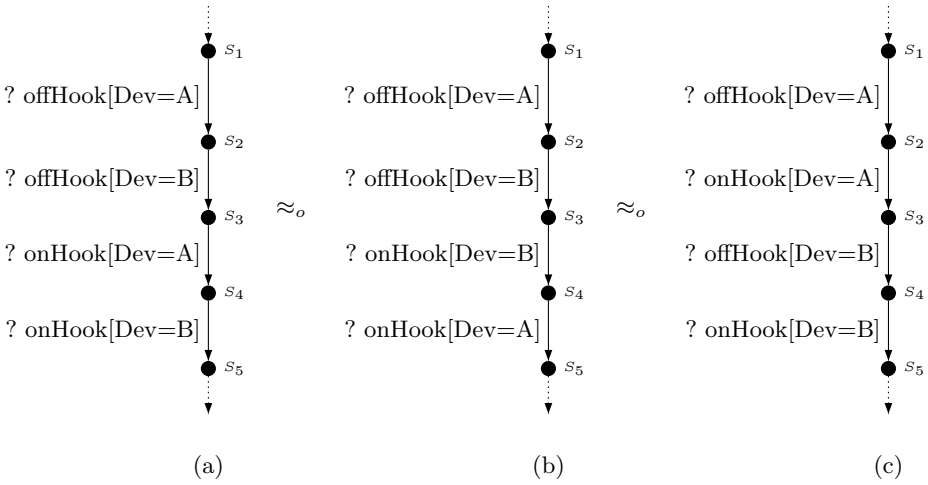 s₁ s₁ s₁
? offHook[Dev=A] ? offHook[Dev=A] ? offHook[Dev=A]
s₂ s₂ s₂
? offHook[Dev=B] ? offHook[Dev=B] ? onHook[Dev=A]
s₃ ≈ₒ s₃ ≈ₒ s₃
? onHook[Dev=A] ? onHook[Dev=B] ? offHook[Dev=B]
s₄ s₄ s₄
? onHook[Dev=B] ? onHook[Dev=A] ? onHook[Dev=B]
s₅ s₅ s₅
(a) (b) (c)